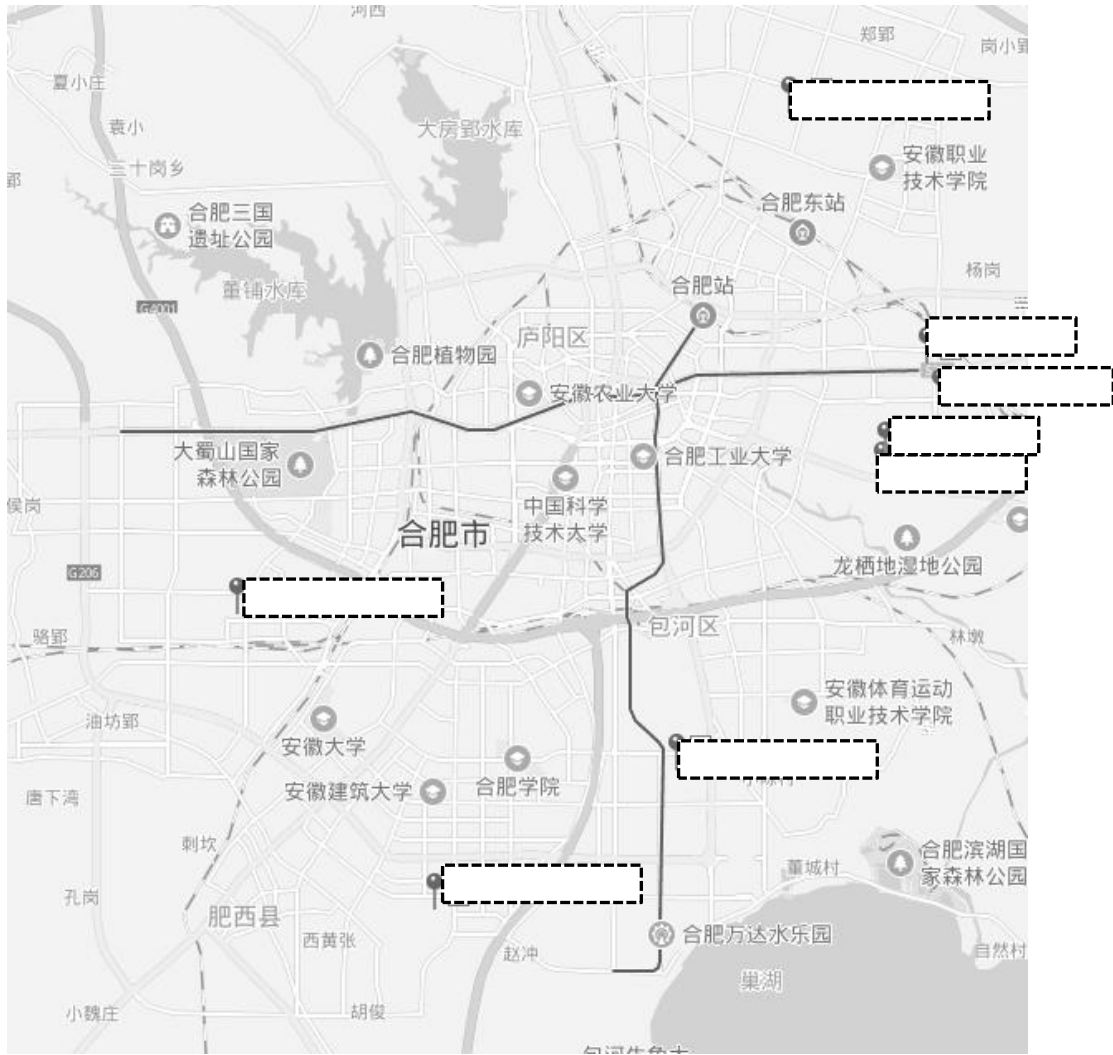 河西
郑郢
岗小郢
夏小庄
袁小
大房郢水库
三十岗乡
安徽职业
技术学院
郢
合肥三国
遗址公园
合肥东站
杨岗
董铺水库
合肥站
G4001
庐阳区
合肥植物园
安徽农业大学
大蜀山国家
森林公园
合肥工业大学
侯岗
中国科学
技术大学
合肥市
龙栖地湿地公园
G206
骆郢
包河区
林墩
安徽体育运动
职业技术学院
油坊郢
安徽大学
合肥学院
安徽建筑大学
唐下湾
刺坎
合肥滨湖国
家森林公园
董城村
孔岗
肥西县
西黄张
赵冲
合肥万达水乐园
自然村
巢湖
小魏庄
胡俊